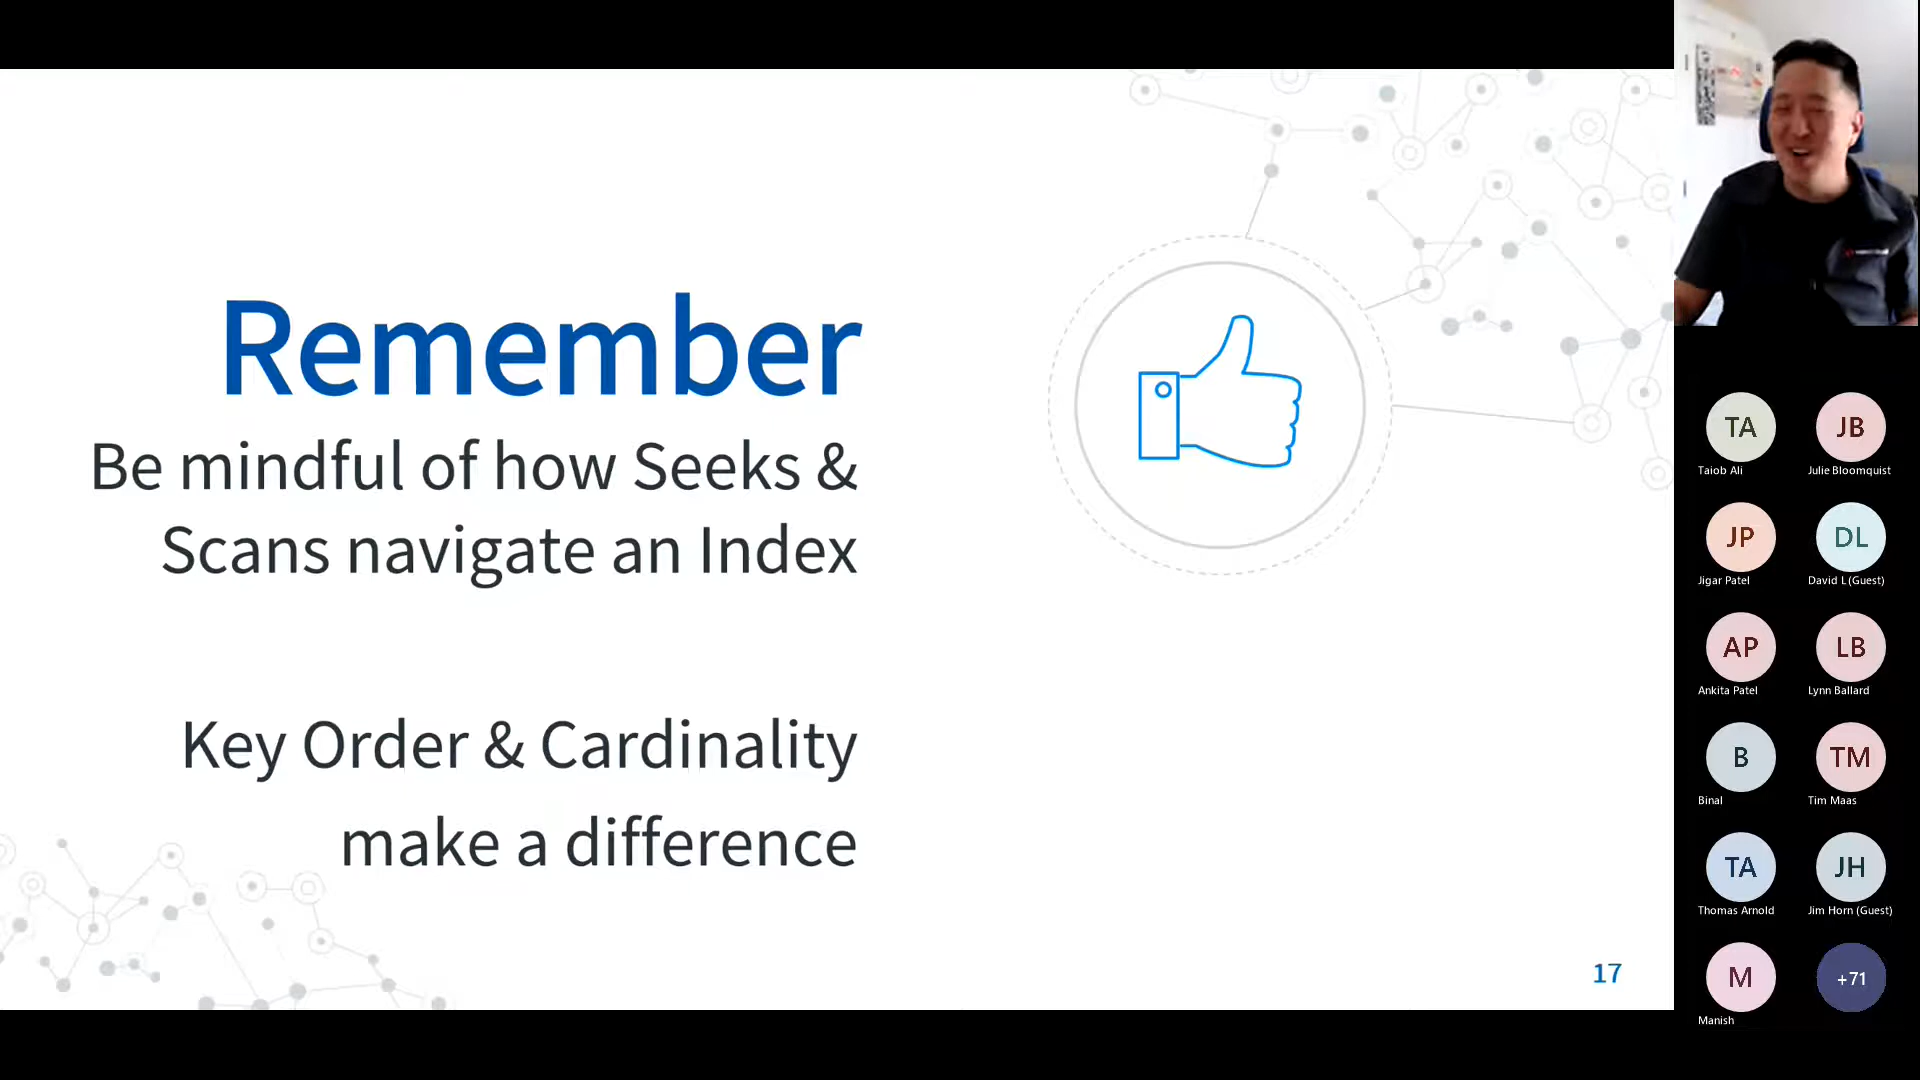 Remember
Be mindful of how Seeks &
Scans navigate an Index
Key Order & Cardinality
make a difference
17
TA
Taiob Ali
JB
Julie Bloomquist
JP
Jigar Patel
DL
David L (Guest)
AP
Ankita Patel
LB
Lynn Ballard
B
Binal
TM
Tim Maas
TA
Thomas Arnold
JH
Jim Horn (Guest)
M
Manish
+71